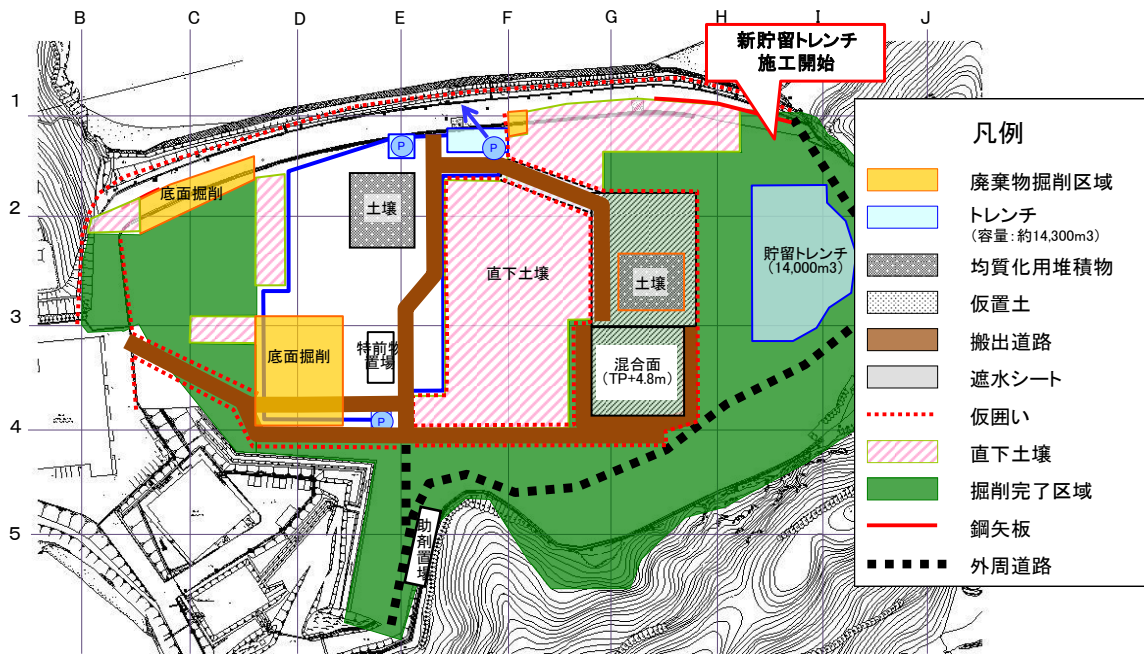 B C D E F G H I J
新貯留トレンチ
施工開始
1
2
3
4
5
P
P
P
底面掘削
土壌
直下土壌
土壌
貯留トレンチ
(14,000m3)
底面掘削
特前物
置場
混合面
(TP+4.8m)
助剤置場
凡例
廃棄物掘削区域
トレンチ
(容量:約14,300m3)
均質化用堆積物
仮置土
搬出道路
遮水シート
仮囲い
直下土壌
掘削完了区域
鋼矢板
外周道路